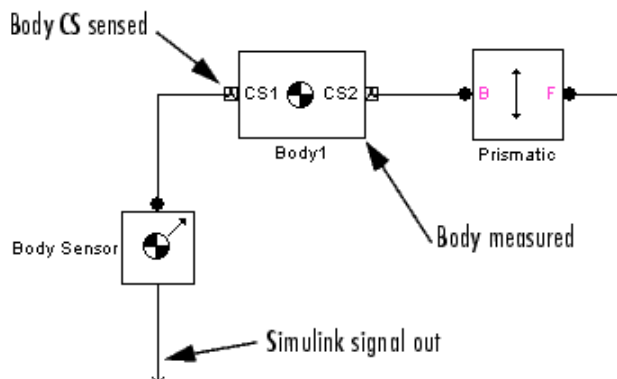 Body CS sensed
CS1 CS2
B F
Body1
Prismatic
Body Sensor
Body measured
Simulink signal out